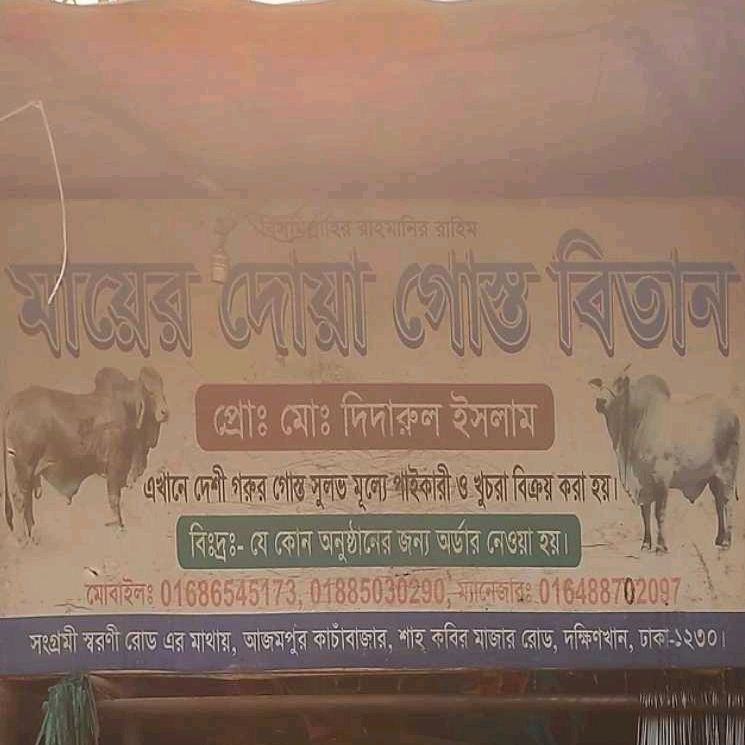 বিসমিল্লাহির রাহমানির রাহিম
মায়ের দোয়া গোস্ত বিতান
প্রোঃ মোঃ দিদারুল ইসলাম
এখানে দেশী গরুর গোস্ত সুলভ মূল্যে পাইকারী ও খুচরা বিক্রয় করা হয়।
বিঃদ্রঃ- যে কোন অনুষ্ঠানের জন্য অর্ডার নেওয়া হয়।
মোবাইলঃ 01686545173, 01885030290, ম্যানেজারঃ 016488702097
সংগ্রামী স্বরণী রোড এর মাথায়, আজমপুর কাচাঁবাজার, শাহ্ কবির মাজার রোড, দক্ষিণখান, ঢাকা-১২৩০।